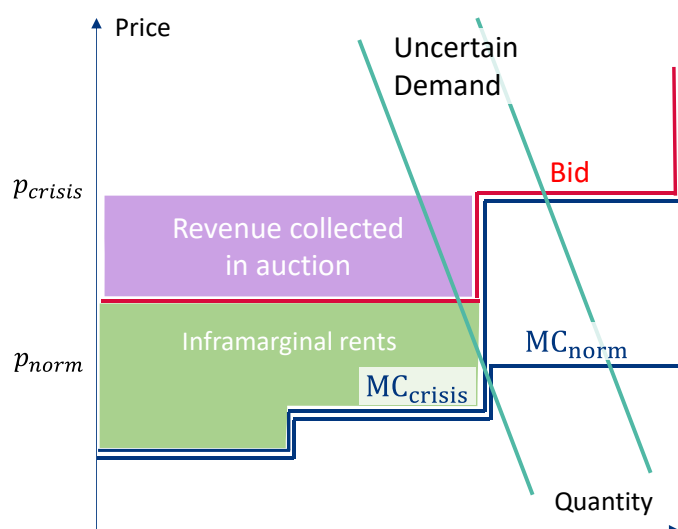 Price
Uncertain
Demand
p_crisis
Bid
Revenue collected
in auction
Inframarginal rents
p_norm
MC_norm
MC_crisis
Quantity